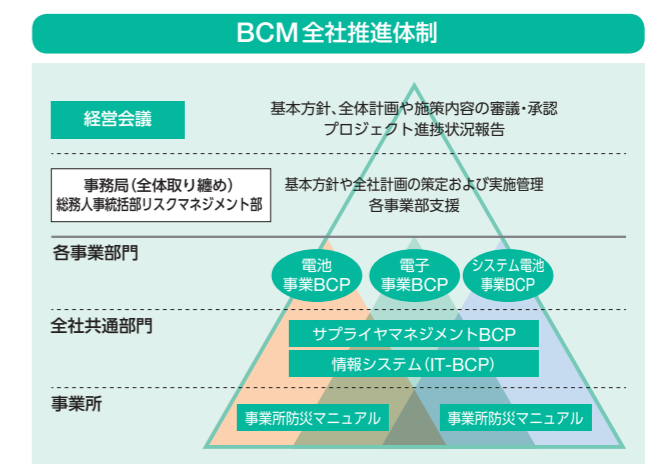 BCM全社推進体制
経営会議
基本方針、全体計画や施策内容の審議・承認
プロジェクト進捗状況報告
事務局(全体取り纏め)
総務人事統括部リスクマネジメント部
基本方針や全社計画の策定および実施管理
各事業部支援
各事業部門
電池
事業BCP
電子
事業BCP
システム電池
事業BCP
全社共通部門
サプライヤマネジメントBCP
情報システム(IT-BCP)
事業所
事業所防災マニュアル
事業所防災マニュアル